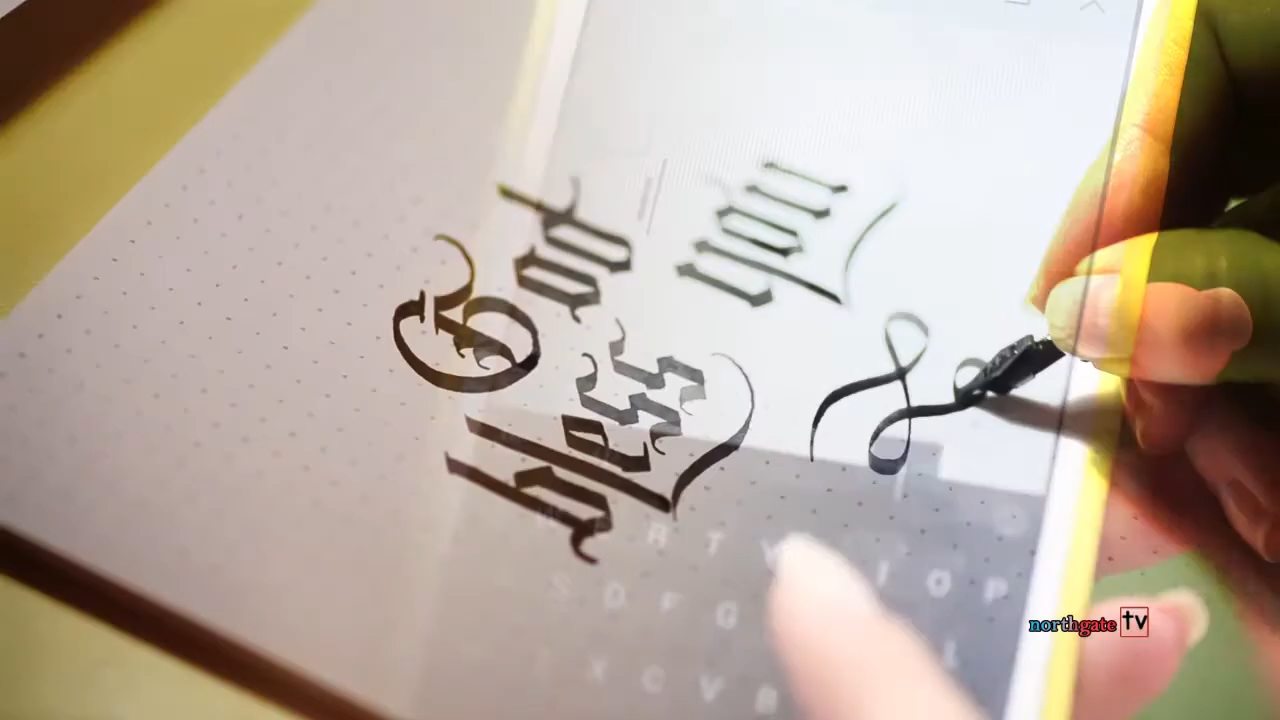 God
bless
you
R T Y I O P
S D F G L
X C V B
northgate tv